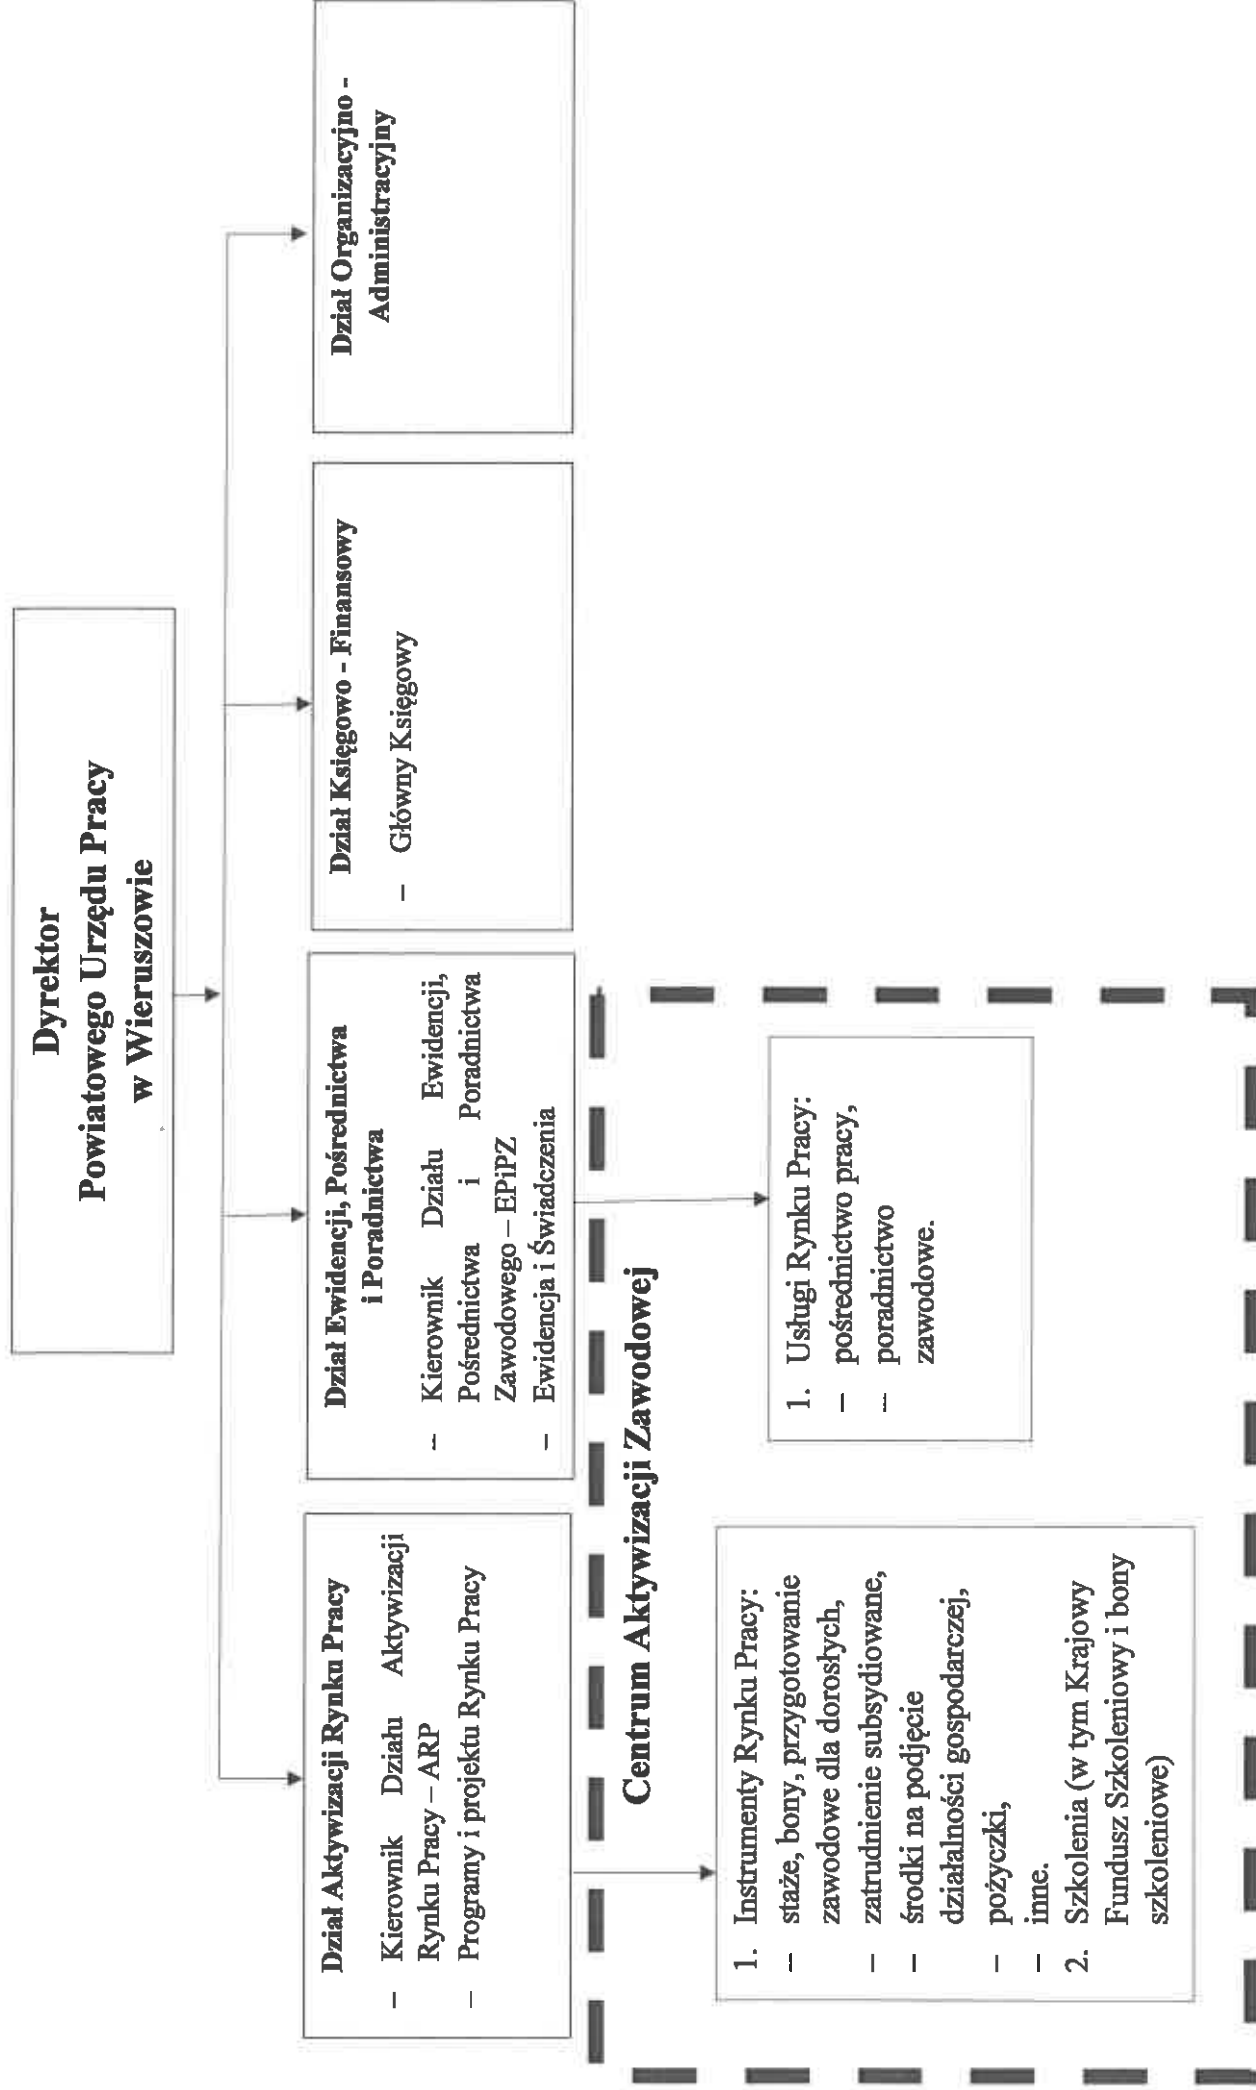 Dyrektor
Powiatowego Urzędu Pracy
w Wieruszowie
Dział Aktywizacji Rynku Pracy
– Kierownik Działu Aktywizacji
Rynku Pracy – ARP
– Programy i projektu Rynku Pracy
Dział Ewidencji, Pośrednictwa
i Poradnictwa
– Kierownik Działu Ewidencji,
Pośrednictwa i Poradnictwa
Zawodowego – EPiPZ
– Ewidencja i Świadczenia
Dział Księgowo - Finansowy
– Główny Księgowy
Dział Organizacyjno -
Administracyjny
Centrum Aktywizacji Zawodowej
1. Instrumenty Rynku Pracy:
– staże, bony, przygotowanie
zawodowe dla dorosłych,
– zatrudnienie subsydiowane,
– środki na podjęcie
działalności gospodarczej,
– pożyczki,
– inne.
2. Szkolenia (w tym Krajowy
Fundusz Szkoleniowy i bony
szkoleniowe)
1. Usługi Rynku Pracy:
– pośrednictwo pracy,
– poradnictwo
zawodowe.